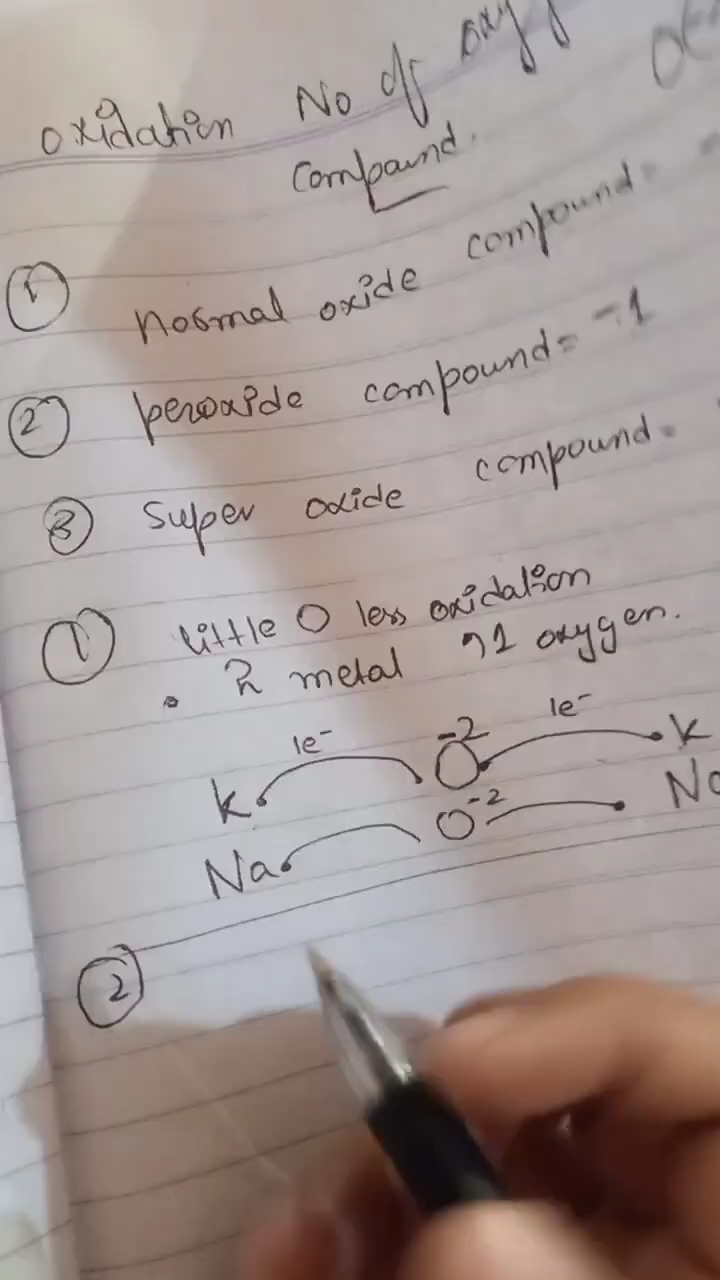 oxidation No of oxy
compound.
① Normal oxide compound=
② peroxide compound= -1
③ super oxide compound=
① little O less oxidation
• 2 metal 1 oxygen.
1e⁻ 1e⁻
K O⁻² K
Na O⁻² Na
②